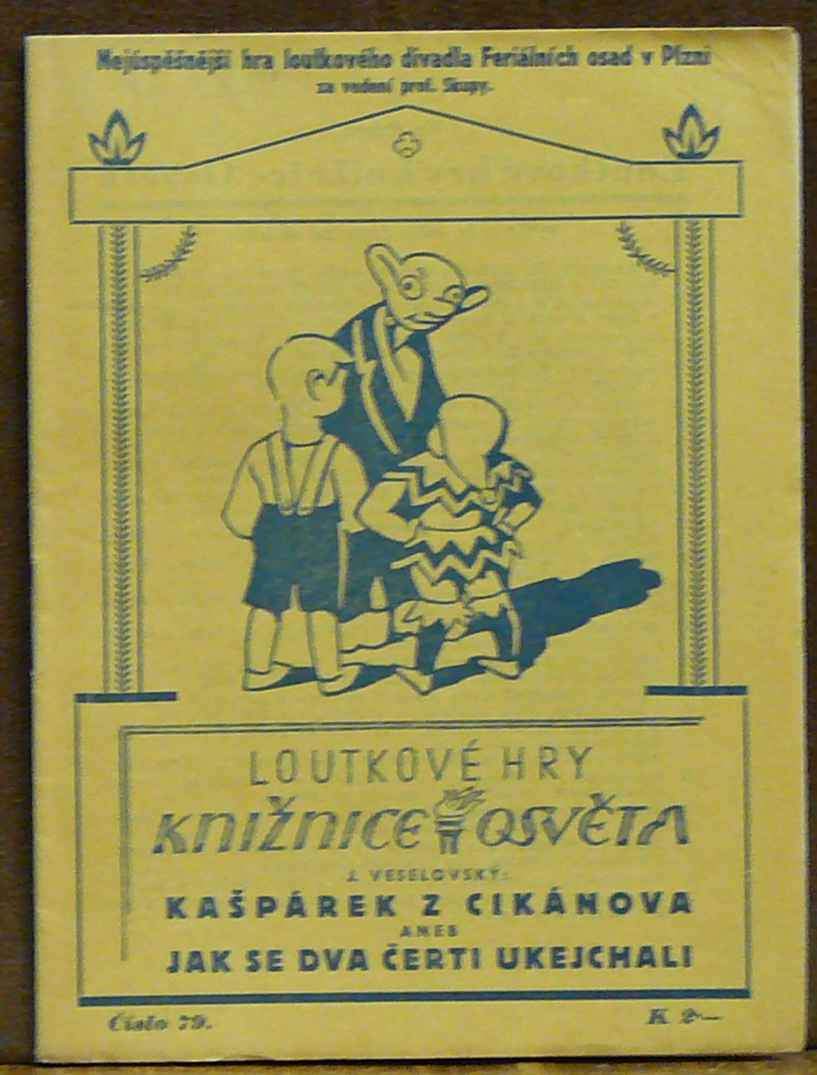 Nejúspěšnější hra loutkového divadla Feriálních osad v Plzni
za vedení prof. Skupy.
LOUTKOVÉ HRY
KNIŽNICE OSVĚTA
J. VESELOVSKÝ:
KAŠPÁREK Z CIKÁNOVA
ANEB
JAK SE DVA ČERTI UKEJCHALI
Číslo 79.
K 2·—